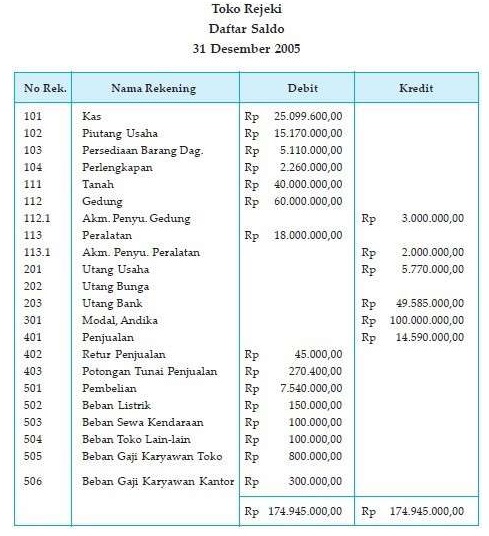 Toko Rejeki
Daftar Saldo
31 Desember 2005
No Rek. Nama Rekening Debit Kredit
101 Kas Rp 25.099.600,00
102 Piutang Usaha Rp 15.170.000,00
103 Persediaan Barang Dag. Rp 5.110.000,00
104 Perlengkapan Rp 2.260.000,00
111 Tanah Rp 40.000.000,00
112 Gedung Rp 60.000.000,00
112.1 Akm. Penyu. Gedung Rp 3.000.000,00
113 Peralatan Rp 18.000.000,00
113.1 Akm. Penyu. Peralatan Rp 2.000.000,00
201 Utang Usaha Rp 5.770.000,00
202 Utang Bunga
203 Utang Bank Rp 49.585.000,00
301 Modal, Andika Rp 100.000.000,00
401 Penjualan Rp 14.590.000,00
402 Retur Penjualan Rp 45.000,00
403 Potongan Tunai Penjualan Rp 270.400,00
501 Pembelian Rp 7.540.000,00
502 Beban Listrik Rp 150.000,00
503 Beban Sewa Kendaraan Rp 100.000,00
504 Beban Toko Lain-lain Rp 100.000,00
505 Beban Gaji Karyawan Toko Rp 800.000,00
506 Beban Gaji Karyawan Kantor Rp 300.000,00
Rp 174.945.000,00 Rp 174.945.000,00